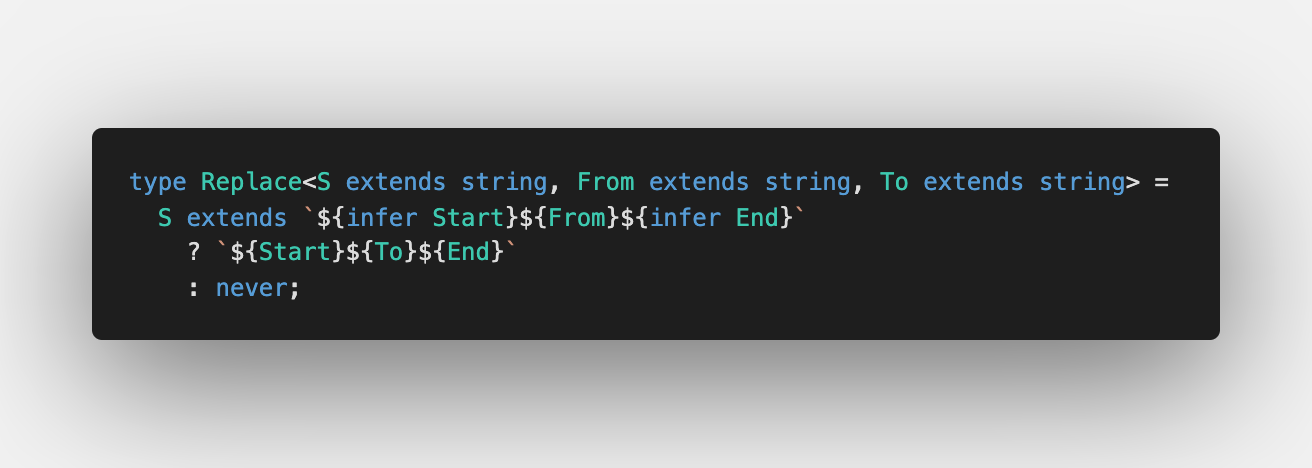 type Replace<S extends string, From extends string, To extends string> =
  S extends `${infer Start}${From}${infer End}`
    ? `${Start}${To}${End}`
    : never;